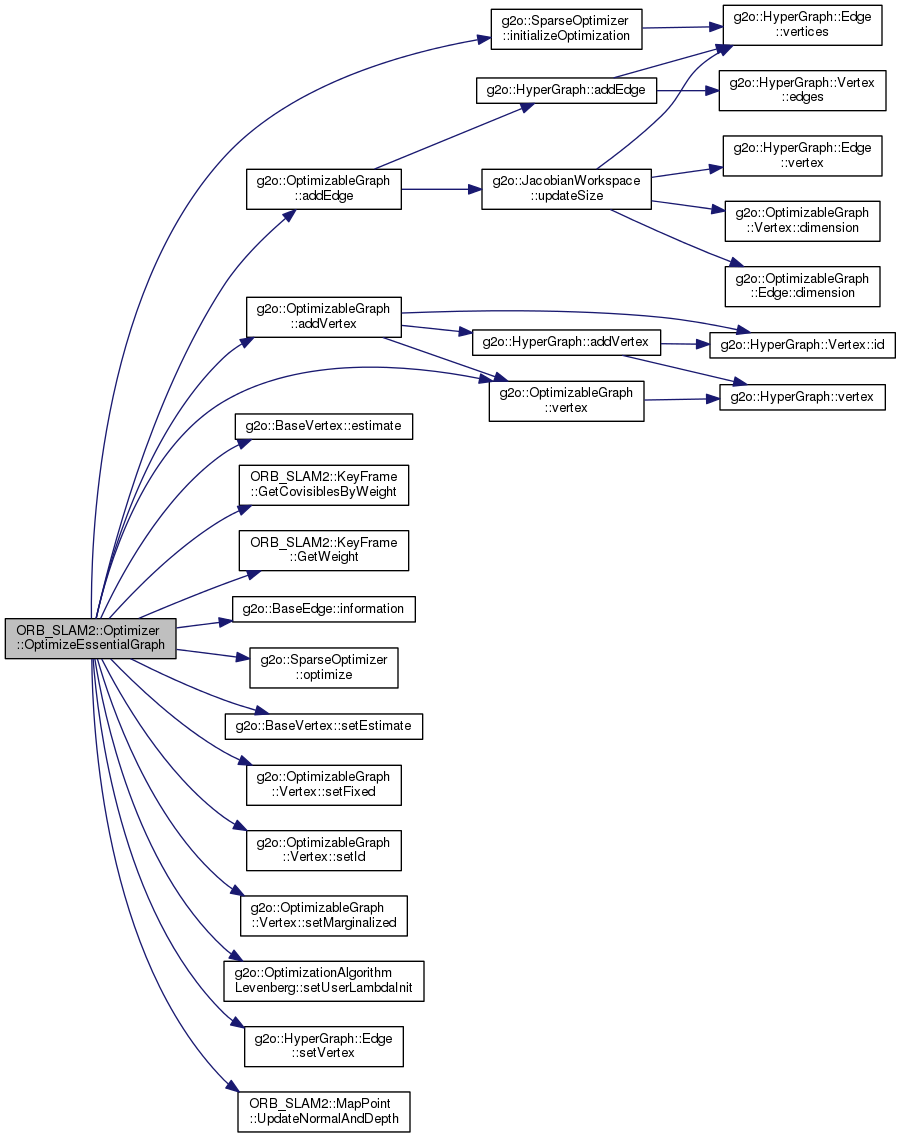 g2o::SparseOptimizer
::initializeOptimization
g2o::HyperGraph::Edge
::vertices
g2o::HyperGraph::addEdge
g2o::HyperGraph::Vertex
::edges
g2o::HyperGraph::Edge
::vertex
g2o::OptimizableGraph
::addEdge
g2o::JacobianWorkspace
::updateSize
g2o::OptimizableGraph
::Vertex::dimension
g2o::OptimizableGraph
::Edge::dimension
g2o::OptimizableGraph
::addVertex
g2o::HyperGraph::addVertex
g2o::HyperGraph::Vertex::id
g2o::OptimizableGraph
::vertex
g2o::HyperGraph::vertex
g2o::BaseVertex::estimate
ORB_SLAM2::KeyFrame
::GetCovisiblesByWeight
ORB_SLAM2::KeyFrame
::GetWeight
g2o::BaseEdge::information
ORB_SLAM2::Optimizer
::OptimizeEssentialGraph
g2o::SparseOptimizer
::optimize
g2o::BaseVertex::setEstimate
g2o::OptimizableGraph
::Vertex::setFixed
g2o::OptimizableGraph
::Vertex::setId
g2o::OptimizableGraph
::Vertex::setMarginalized
g2o::OptimizationAlgorithm
Levenberg::setUserLambdaInit
g2o::HyperGraph::Edge
::setVertex
ORB_SLAM2::MapPoint
::UpdateNormalAndDepth